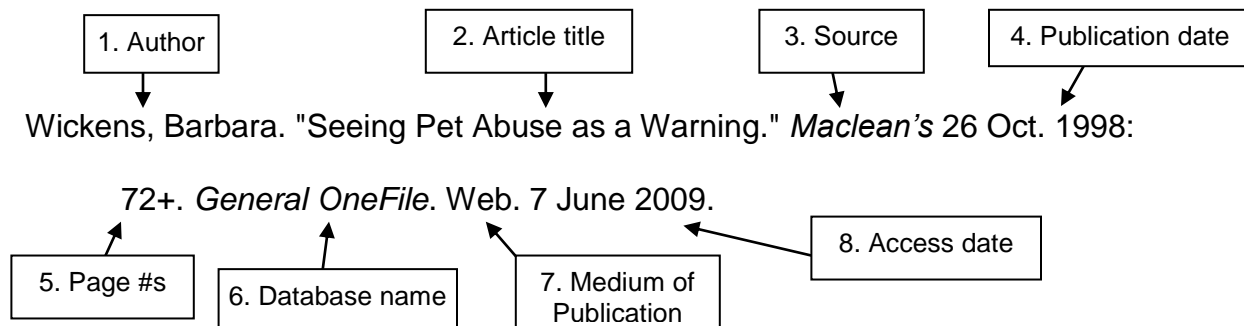 1. Author
2. Article title
3. Source
4. Publication date
Wickens, Barbara. "Seeing Pet Abuse as a Warning." Maclean’s 26 Oct. 1998:
72+. General OneFile. Web. 7 June 2009.
5. Page #s
6. Database name
7. Medium of
Publication
8. Access date